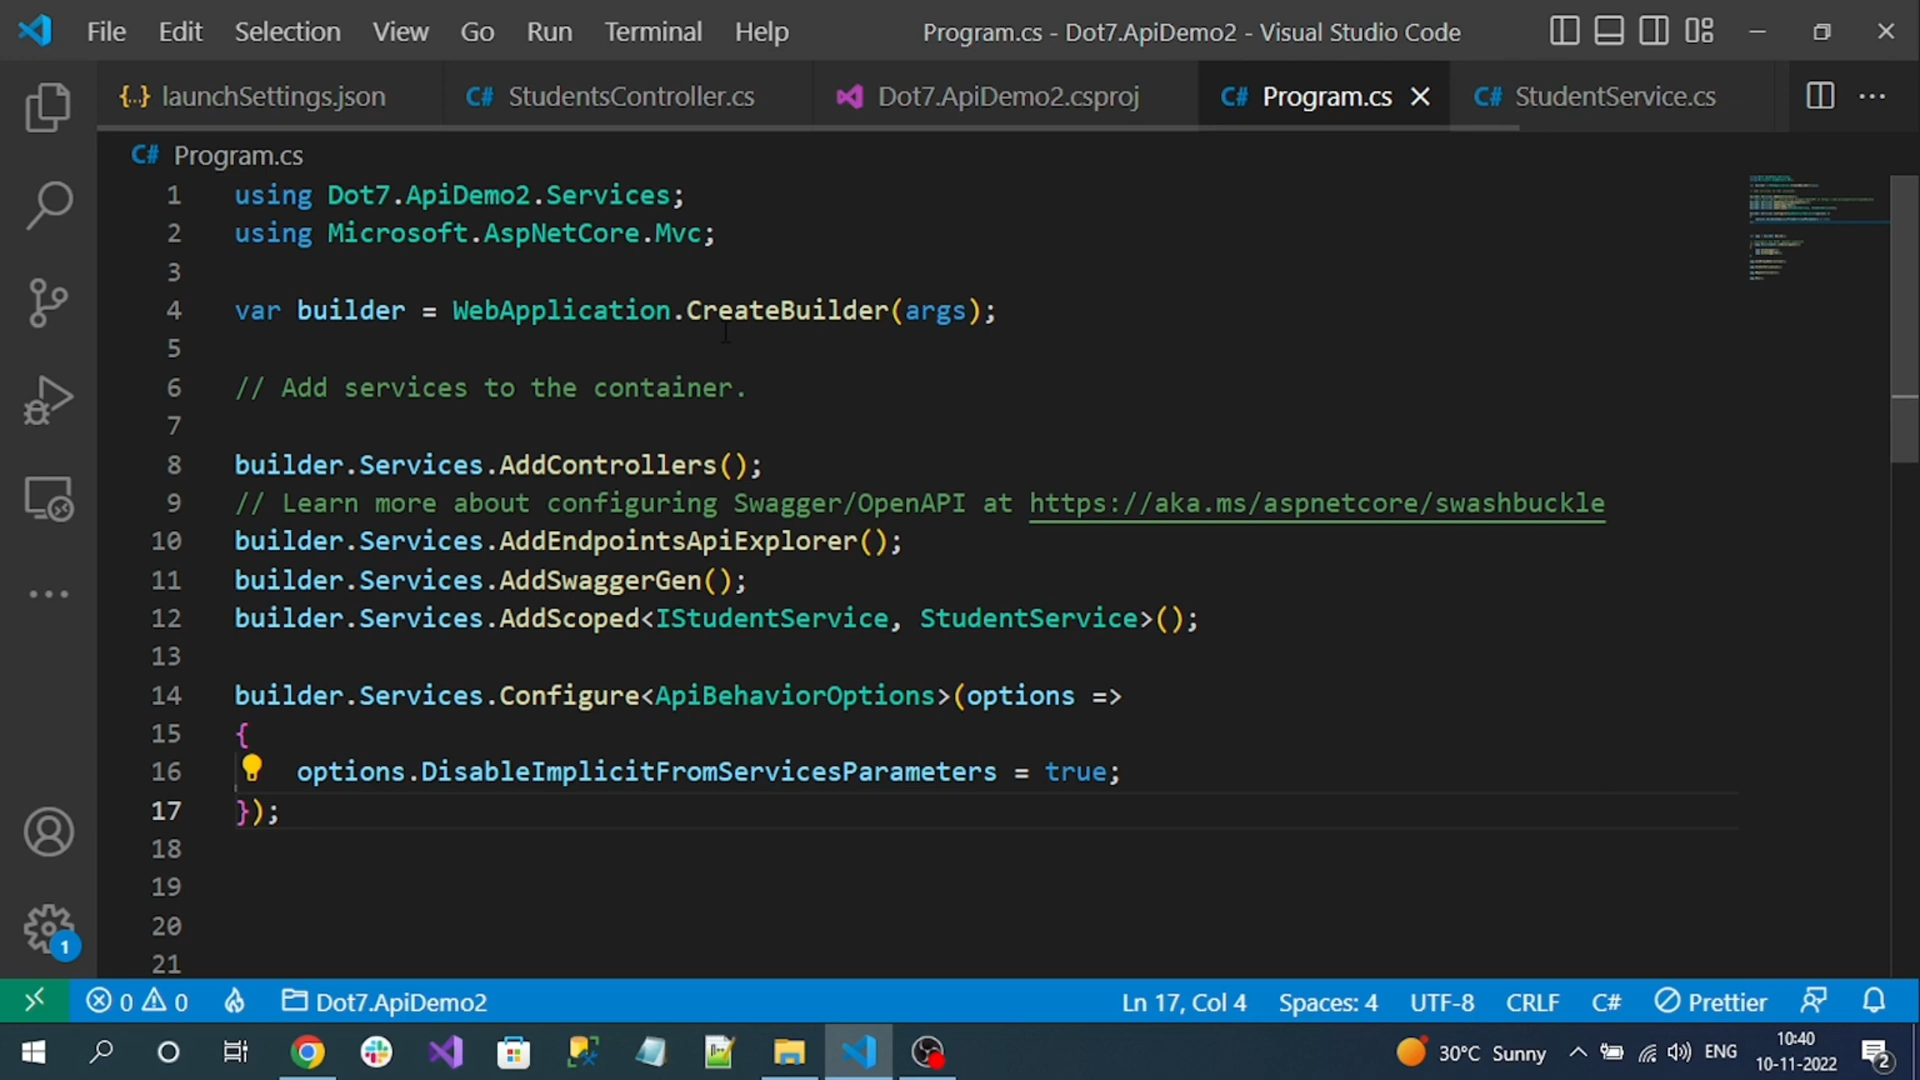 File Edit Selection View Go Run Terminal Help Program.cs - Dot7.ApiDemo2 - Visual Studio Code
{..} launchSettings.json C# StudentsController.cs Dot7.ApiDemo2.csproj C# Program.cs C# StudentService.cs
C# Program.cs
1 using Dot7.ApiDemo2.Services;
2 using Microsoft.AspNetCore.Mvc;
3
4 var builder = WebApplication.CreateBuilder(args);
5
6 // Add services to the container.
7
8 builder.Services.AddControllers();
9 // Learn more about configuring Swagger/OpenAPI at https://aka.ms/aspnetcore/swashbuckle
10 builder.Services.AddEndpointsApiExplorer();
11 builder.Services.AddSwaggerGen();
12 builder.Services.AddScoped<IStudentService, StudentService>();
13
14 builder.Services.Configure<ApiBehaviorOptions>(options =>
15 {
16 options.DisableImplicitFromServicesParameters = true;
17 });
18
19
20
21
1
0 0 Dot7.ApiDemo2 Ln 17, Col 4 Spaces: 4 UTF-8 CRLF C# Prettier
30°C Sunny ENG 10:40
10-11-2022 2